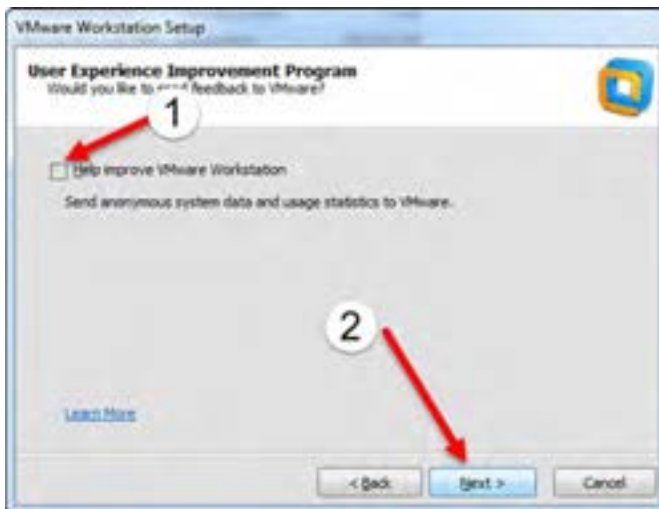 VMware Workstation Setup
User Experience Improvement Program
Would you like to send feedback to VMware?
1
Help improve VMware Workstation
Send anonymous system data and usage statistics to VMware.
2
Learn More
< Back
Next >
Cancel